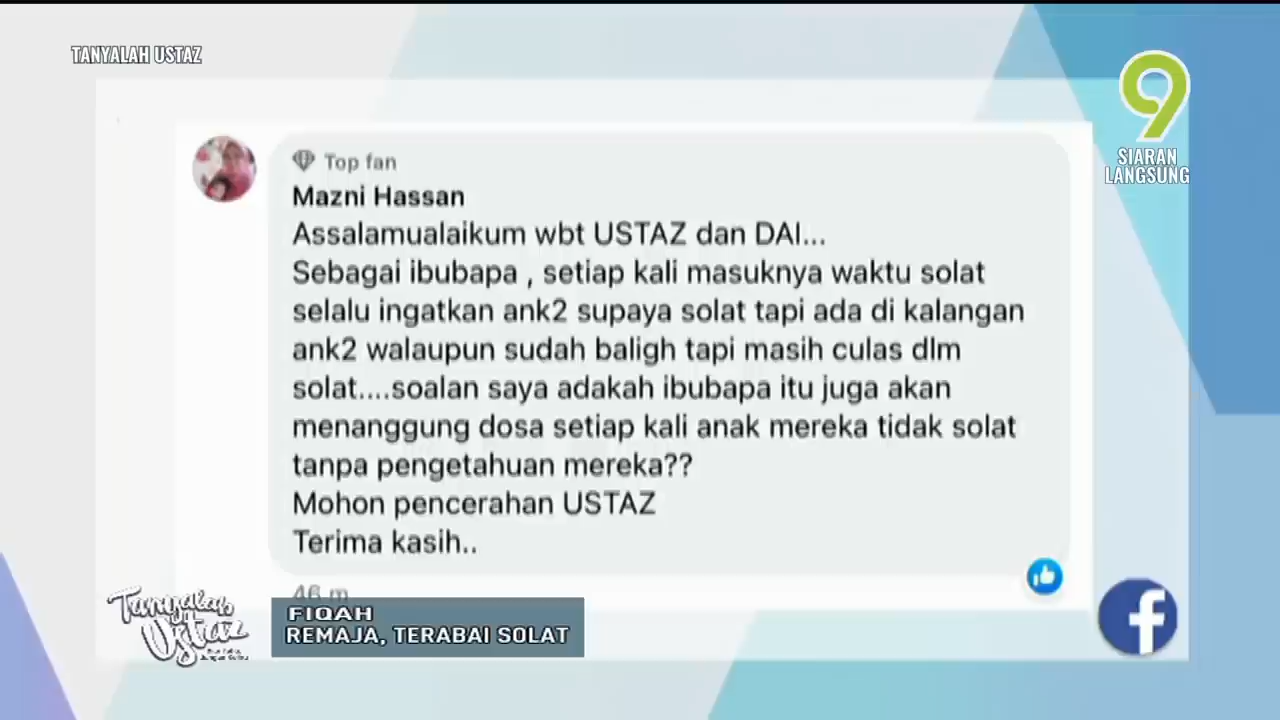 TANYALAH USTAZ
9
SIARAN
LANGSUNG
Top fan
Mazni Hassan
Assalamualaikum wbt USTAZ dan DAI...
Sebagai ibubapa , setiap kali masuknya waktu solat
selalu ingatkan ank2 supaya solat tapi ada di kalangan
ank2 walaupun sudah baligh tapi masih culas dlm
solat....soalan saya adakah ibubapa itu juga akan
menanggung dosa setiap kali anak mereka tidak solat
tanpa pengetahuan mereka??
Mohon pencerahan USTAZ
Terima kasih..
46 m
Tanyalah
Ustaz
FIQAH
REMAJA, TERABAI SOLAT
f